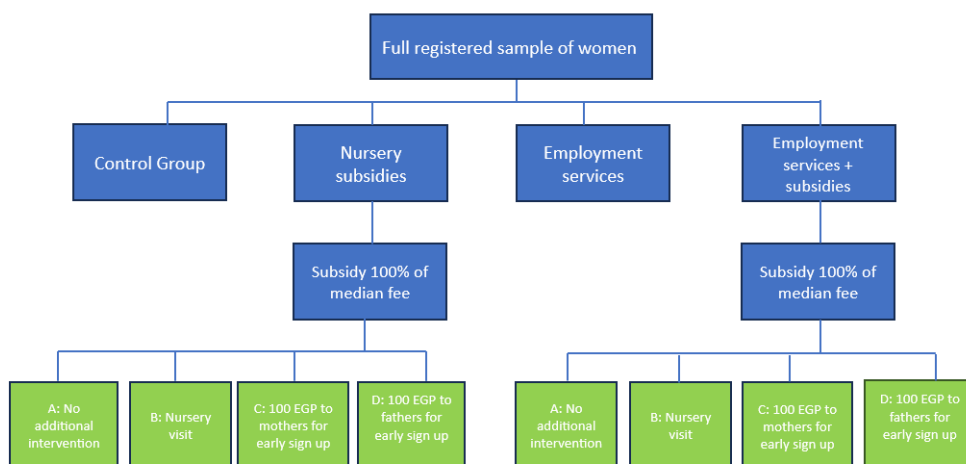 Full registered sample of women
Control Group
Nursery
subsidies
Employment
services
Employment
services +
subsidies
Subsidy 100% of
median fee
Subsidy 100% of
median fee
A: No
additional
intervention
B: Nursery
visit
C: 100 EGP to
mothers for
early sign up
D: 100 EGP to
fathers for
early sign up
A: No
additional
intervention
B: Nursery
visit
C: 100 EGP to
mothers for
early sign up
D: 100 EGP to
fathers for
early sign up